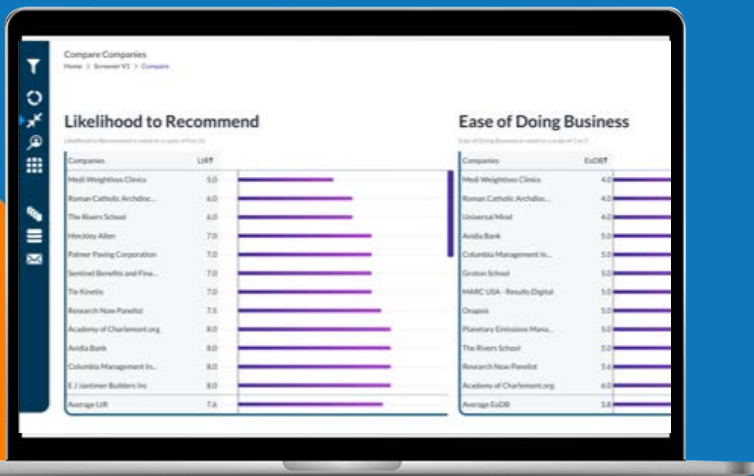 Compare Companies
Home > Screener V3 > Compare
Likelihood to Recommend
Companies LtR
Medi Weightloss Clinics 5.0
Roman Catholic Archdioc... 6.0
The Rivers School 6.0
Hinckley Allen 7.0
Palmer Paving Corporation 7.0
Sentinel Benefits and Fina... 7.0
Tie Kinetix 7.0
Research Now Panelist 7.5
Academy of Charlemont.org 8.0
Avidia Bank 8.0
Columbia Management In... 8.0
E J Jaxtimer Builders Inc 8.0
Average LtR 7.6
Ease of Doing Business
Companies EoDB
Medi Weightloss Clinics 4.0
Roman Catholic Archdioc... 4.0
Universal Mind 4.0
Avidia Bank 5.0
Columbia Management In... 5.0
Groton School 5.0
MARC USA - Results Digital 5.0
Onapsis 5.0
Planetary Emissions Mana... 5.0
The Rivers School 5.0
Research Now Panelist 5.6
Academy of Charlemont.org 6.0
Average EoDB 5.8